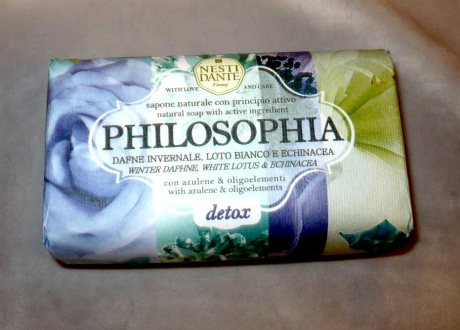 NESTI
DANTE
Firenze
WITH LOVE AND CARE
sapone naturale con principio attivo
natural soap with active ingredient
PHILOSOPHIA
DAFNE INVERNALE, LOTO BIANCO E ECHINACEA
WINTER DAPHNE, WHITE LOTUS & ECHINACEA
con azulene & oligoelementi
with azulene & oligoelements
detox